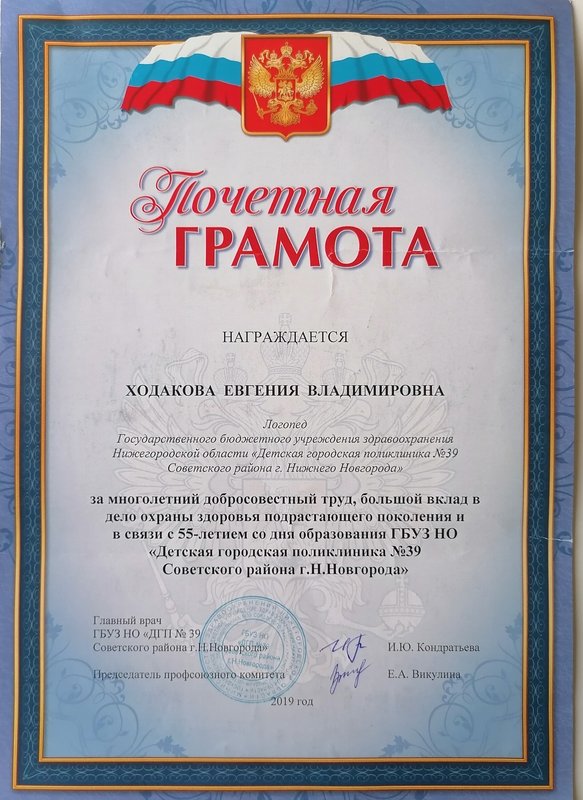 Почетная
ГРАМОТА
НАГРАЖДАЕТСЯ
ХОДАКОВА ЕВГЕНИЯ ВЛАДИМИРОВНА
Логопед
Государственного бюджетного учреждения здравоохранения
Нижегородской области «Детская городская поликлиника №39
Советского района г. Нижнего Новгорода»
за многолетний добросовестный труд, большой вклад в
дело охраны здоровья подрастающего поколения и
в связи с 55-летием со дня образования ГБУЗ НО
«Детская городская поликлиника №39
Советского района г.Н.Новгорода»
Главный врач
ГБУЗ НО «ДГП № 39
Советского района г.Н.Новгорода»
И.Ю. Кондратьева
Председатель профсоюзного комитета
Е.А. Викулина
2019 год